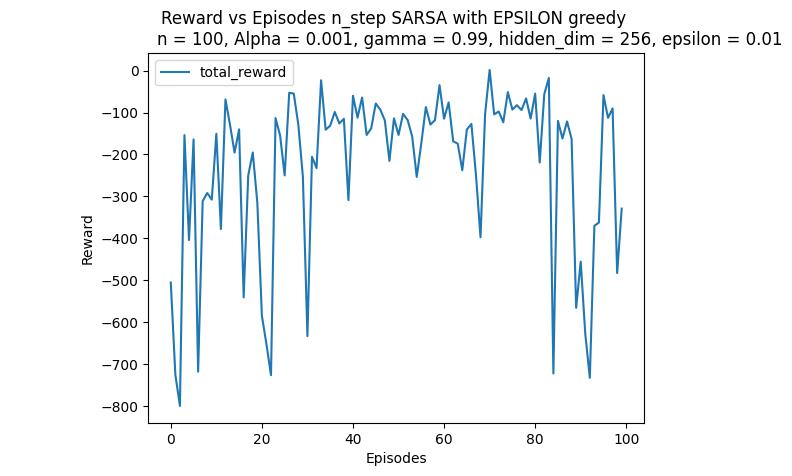 Reward vs Episodes n_step SARSA with EPSILON greedy
n = 100, Alpha = 0.001, gamma = 0.99, hidden_dim = 256, epsilon = 0.01
total_reward
0
−100
−200
−300
−400
−500
−600
−700
−800
Reward
0 20 40 60 80 100
Episodes